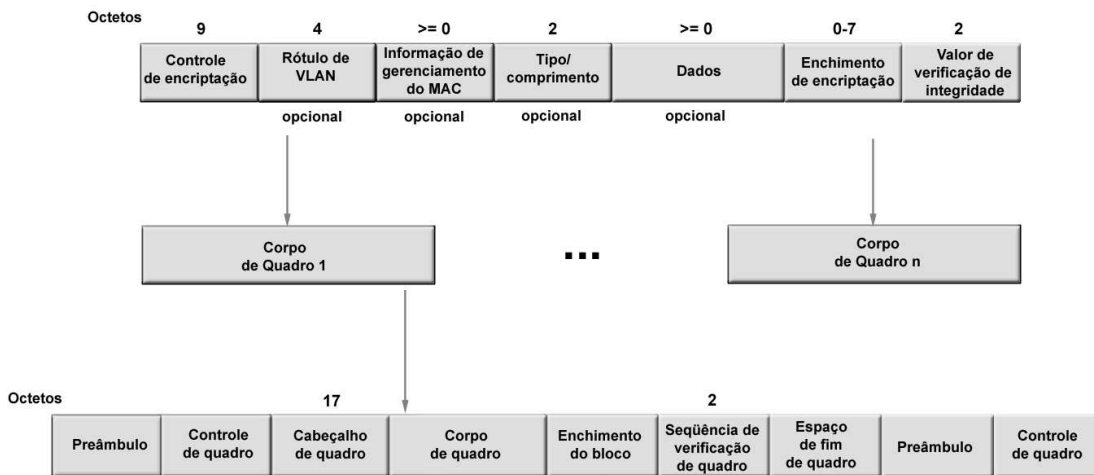 Octetos
9 4 >= 0 2 >= 0 0-7 2
Controle
de encriptação
Rótulo de
VLAN
Informação de
gerenciamento
do MAC
Tipo/
comprimento
Dados
Enchimento
de encriptação
Valor de
verificação de
integridade
opcional opcional opcional opcional
Corpo
de Quadro 1
...
Corpo
de Quadro n
Octetos
17 2
Preâmbulo
Controle
de quadro
Cabeçalho
de quadro
Corpo
de quadro
Enchimento
do bloco
Seqüência de
verificação
de quadro
Espaço
de fim
de quadro
Preâmbulo
Controle
de quadro